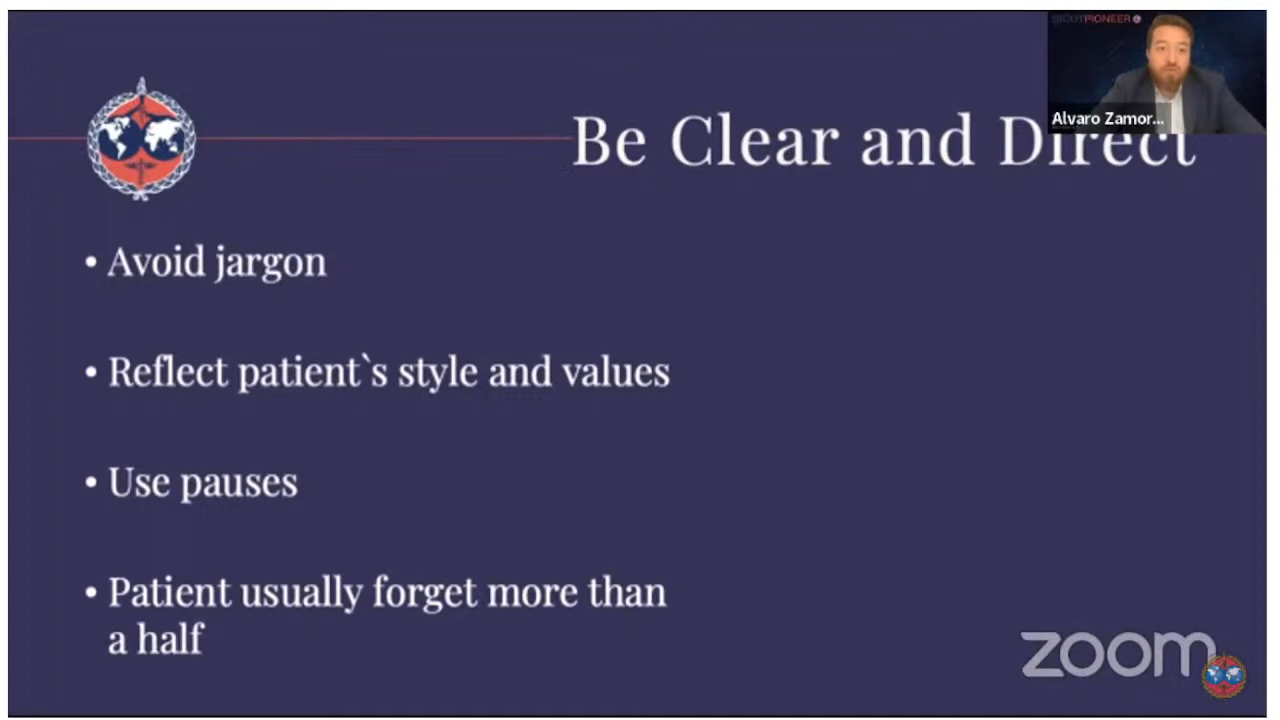 PIONEER
Alvaro Zamor...
Be Clear and Direct
• Avoid jargon
• Reflect patient`s style and values
• Use pauses
• Patient usually forget more than
a half
zoom